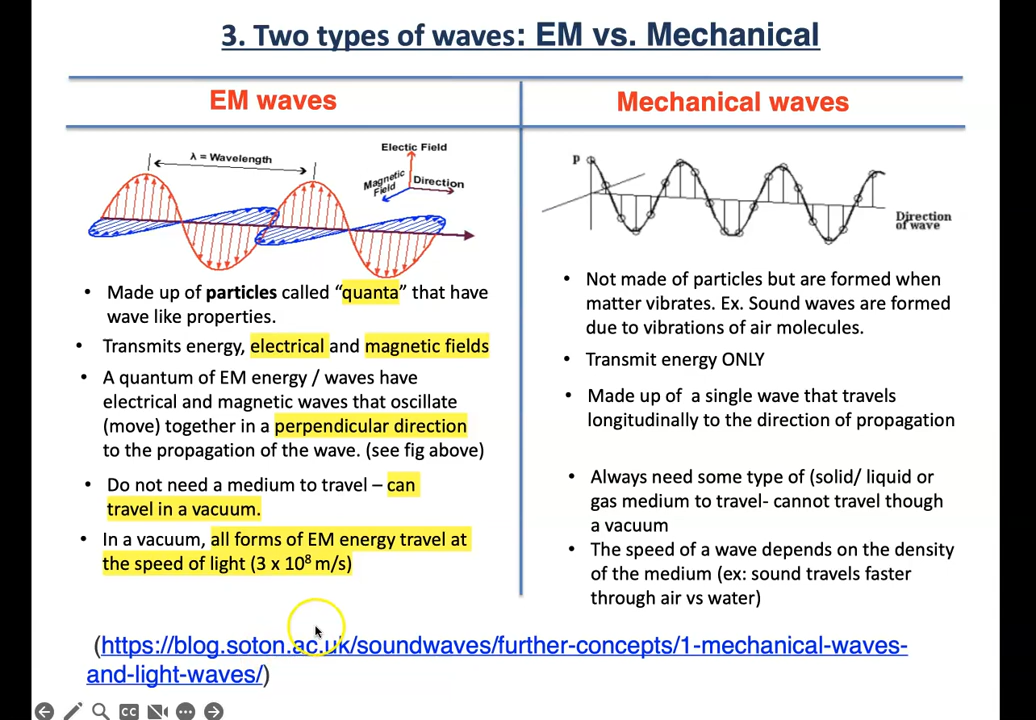 3. Two types of waves: EM vs. Mechanical
EM waves
λ = Wavelength
Electic Field
Magnetic
Field
Direction
• Made up of particles called “quanta” that have
wave like properties.
• Transmits energy, electrical and magnetic fields
• A quantum of EM energy / waves have
electrical and magnetic waves that oscillate
(move) together in a perpendicular direction
to the propagation of the wave. (see fig above)
• Do not need a medium to travel – can
travel in a vacuum.
• In a vacuum, all forms of EM energy travel at
the speed of light (3 x 10⁸ m/s)
Mechanical waves
P
Direction
of wave
• Not made of particles but are formed when
matter vibrates. Ex. Sound waves are formed
due to vibrations of air molecules.
• Transmit energy ONLY
• Made up of a single wave that travels
longitudinally to the direction of propagation
• Always need some type of (solid/ liquid or
gas medium to travel- cannot travel though
a vacuum
• The speed of a wave depends on the density
of the medium (ex: sound travels faster
through air vs water)
(https://blog.soton.ac.uk/soundwaves/further-concepts/1-mechanical-waves-
and-light-waves/)
CC